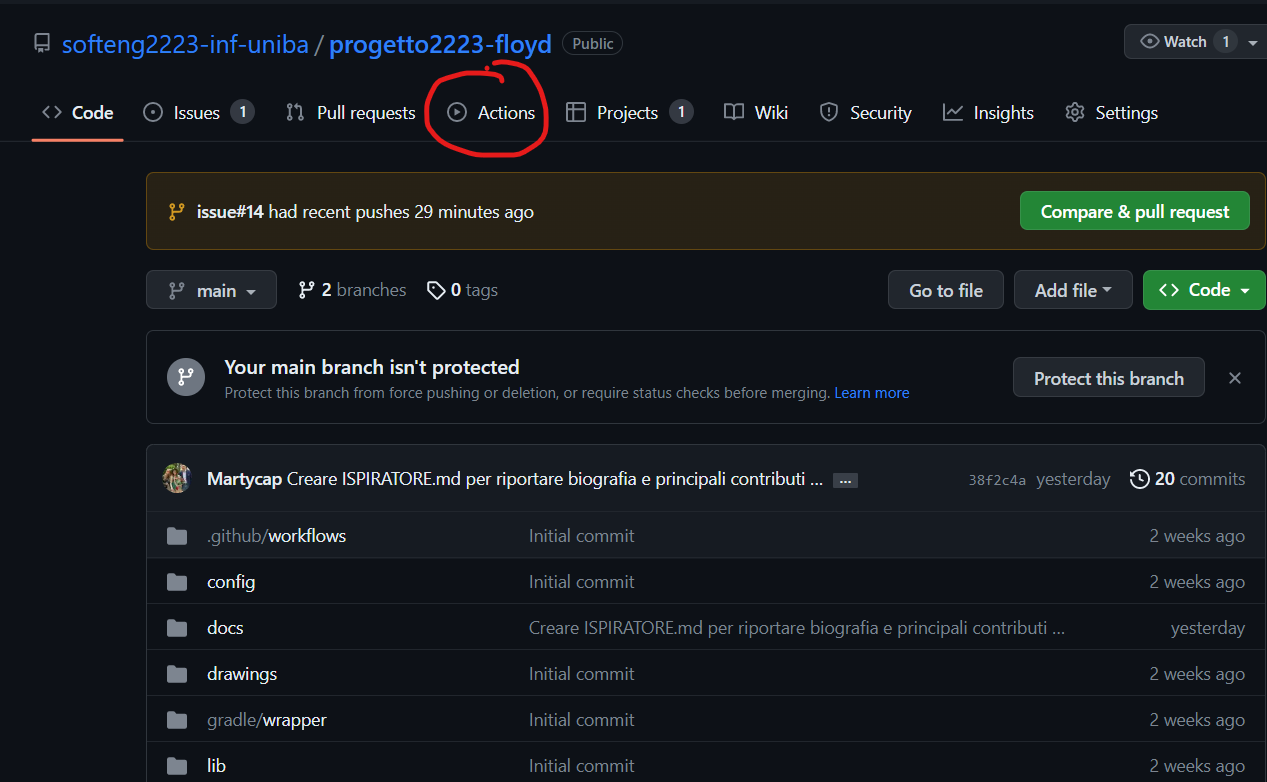 softeng2223-inf-uniba / progetto2223-floyd Public Watch 1
Code Issues 1 Pull requests Actions Projects 1 Wiki Security Insights Settings
issue#14 had recent pushes 29 minutes ago Compare & pull request
main 2 branches 0 tags Go to file Add file Code
Your main branch isn't protected
Protect this branch from force pushing or deletion, or require status checks before merging. Learn more Protect this branch
Martycap Creare ISPIRATORE.md per riportare biografia e principali contributi ... ... 38f2c4a yesterday 20 commits
.github/workflows Initial commit 2 weeks ago
config Initial commit 2 weeks ago
docs Creare ISPIRATORE.md per riportare biografia e principali contributi ... yesterday
drawings Initial commit 2 weeks ago
gradle/wrapper Initial commit 2 weeks ago
lib Initial commit 2 weeks ago